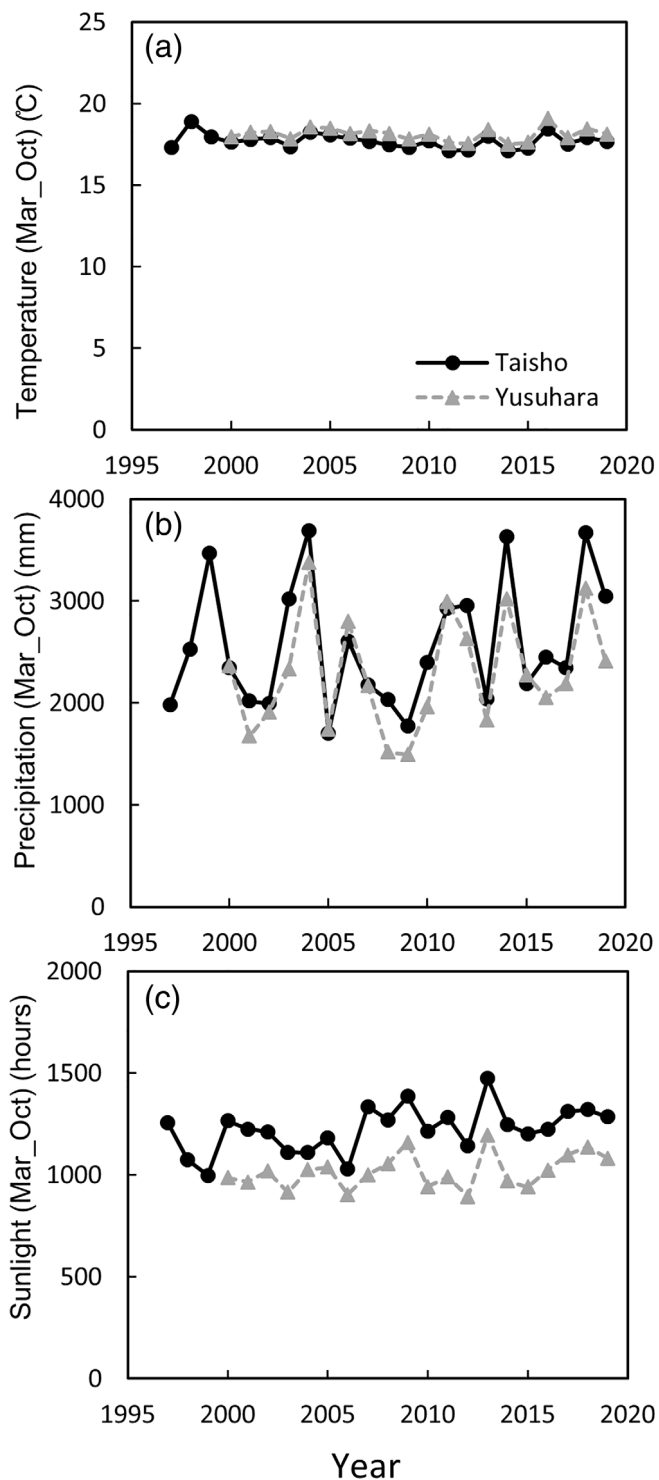 (a)
Temperature (Mar_Oct) (℃)
25
20
15
10
5
0
Taisho
Yusuhara
1995 2000 2005 2010 2015 2020
(b)
Precipitation (Mar_Oct) (mm)
4000
3000
2000
1000
0
1995 2000 2005 2010 2015 2020
(c)
Sunlight (Mar_Oct) (hours)
2000
1500
1000
500
0
1995 2000 2005 2010 2015 2020
Year